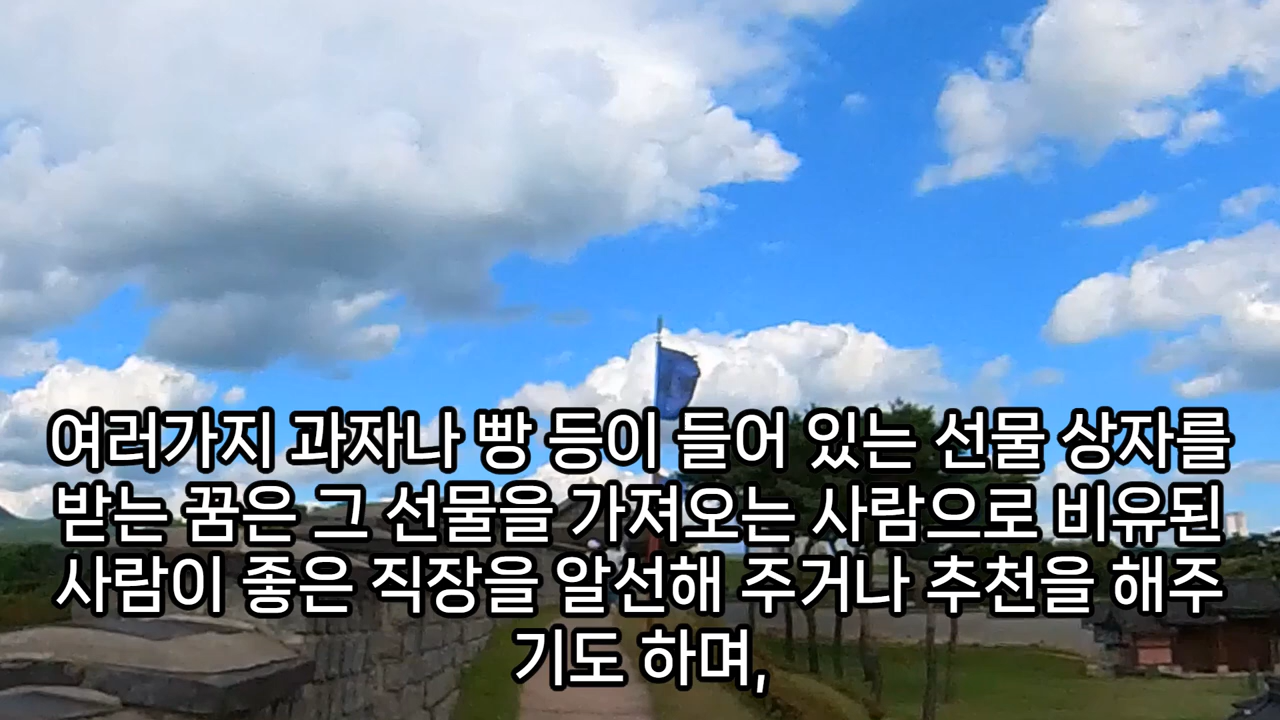 여러가지 과자나 빵 등이 들어 있는 선물 상자를
받는 꿈은 그 선물을 가져오는 사람으로 비유된
사람이 좋은 직장을 알선해 주거나 추천을 해주
기도 하며,